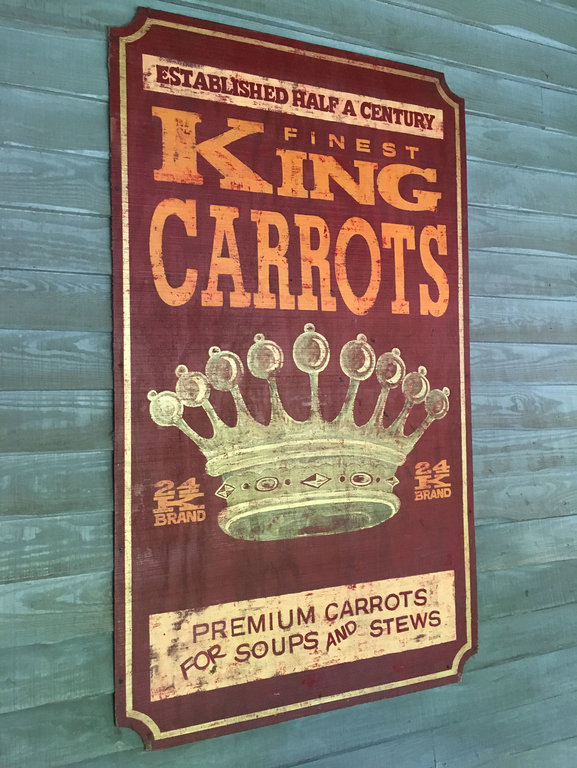 ESTABLISHED HALF A CENTURY
FINEST
KING
CARROTS
24
K
BRAND
24
K
BRAND
PREMIUM CARROTS
FOR SOUPS AND STEWS